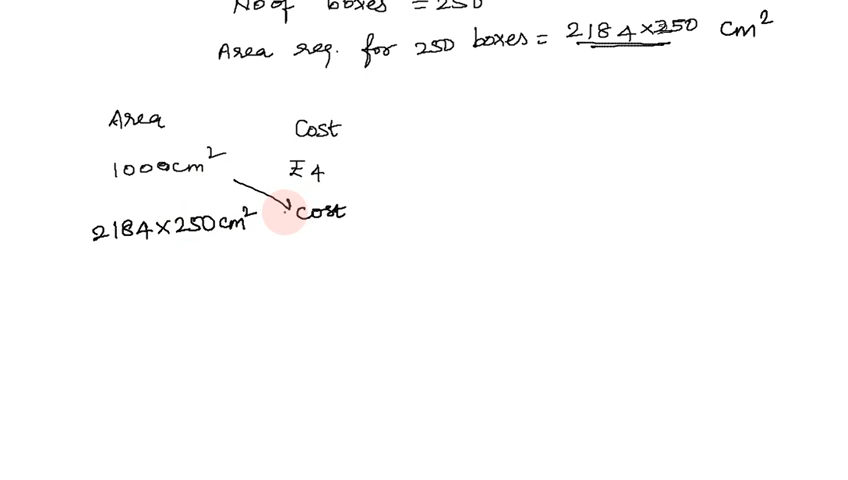 No of boxes = 250
Area req. for 250 boxes = 2184×250 cm²
Area Cost
1000cm² ₹4
2184×250cm² Cost